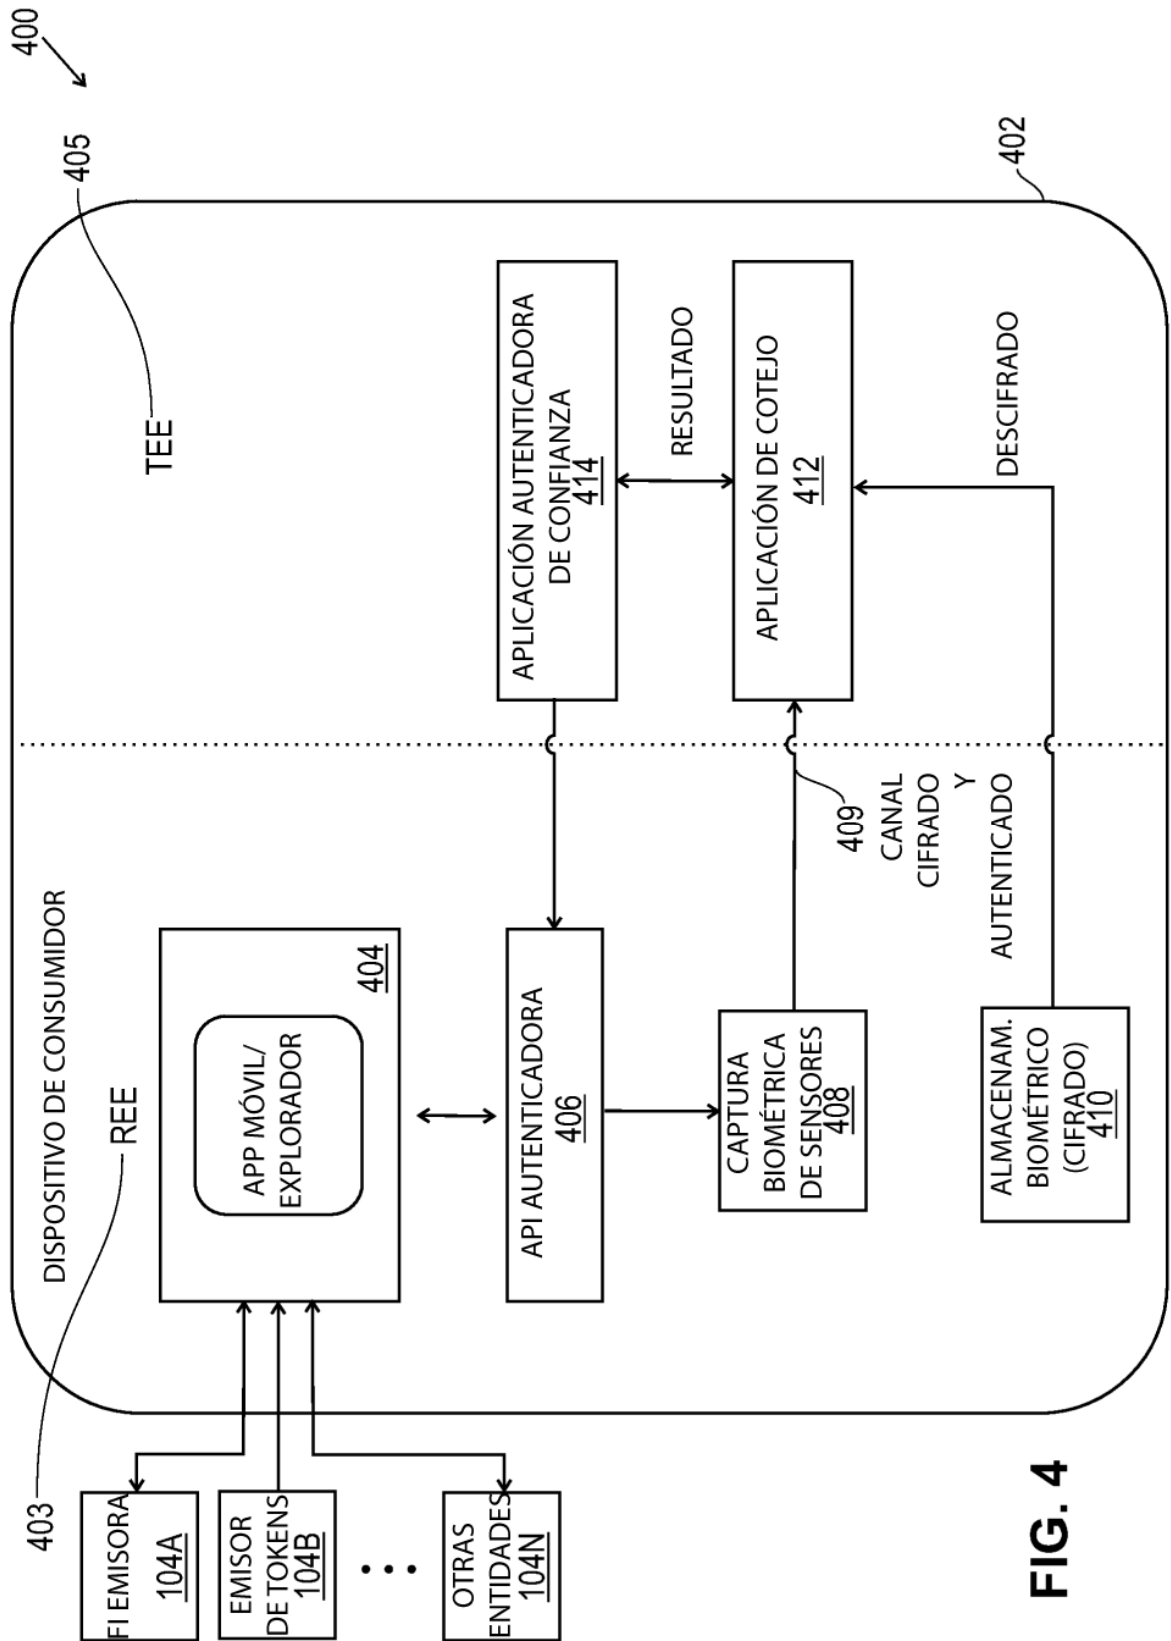 400
405
402
DISPOSITIVO DE CONSUMIDOR
403
REE
TEE
FI EMISORA
104A
EMISOR
DE TOKENS
104B
OTRAS
ENTIDADES
104N
APP MÓVIL/
EXPLORADOR
404
API AUTENTICADORA
406
CAPTURA
BIOMÉTRICA
DE SENSORES
408
ALMACENAM.
BIOMÉTRICO
(CIFRADO)
410
409
CANAL
CIFRADO
Y
AUTENTICADO
APLICACIÓN AUTENTICADORA
DE CONFIANZA
414
RESULTADO
APLICACIÓN DE COTEJO
412
DESCIFRADO
FIG. 4